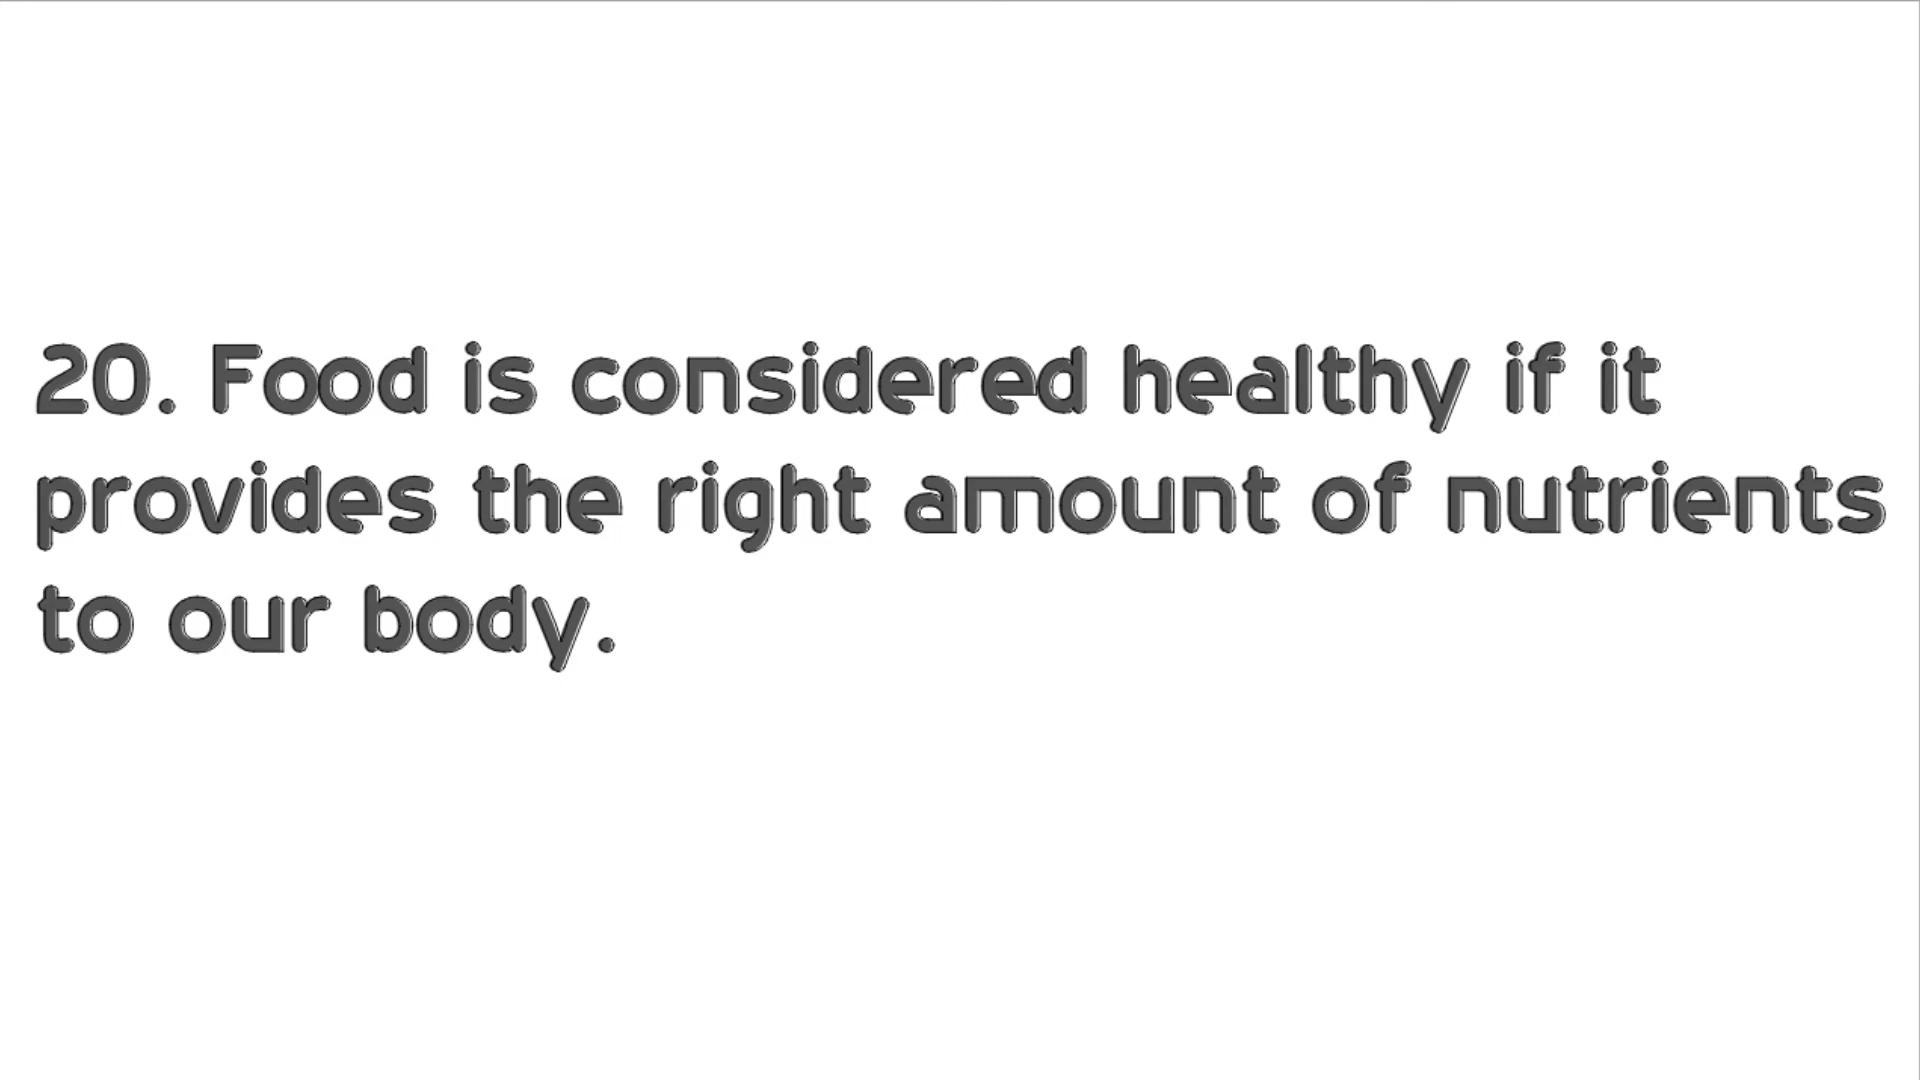 20. Food is considered healthy if it
provides the right amount of nutrients
to our body.